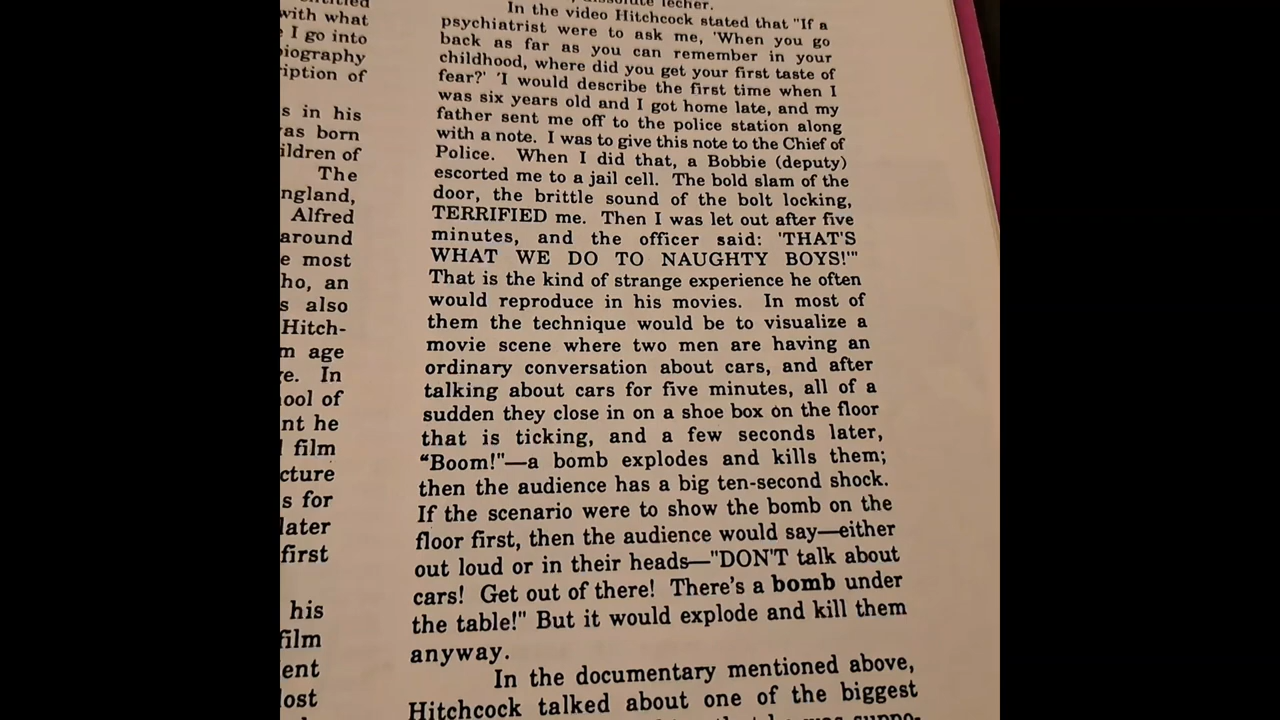 with what
I go into
biography
ription of
s in his
was born
ildren of
The
ngland,
Alfred
around
e most
ho, an
s also
Hitch-
m age
e. In
ool of
nt he
film
cture
s for
later
first
his
film
ent
lost
lecher.
In the video Hitchcock stated that "If a
psychiatrist were to ask me, 'When you go
back as far as you can remember in your
childhood, where did you get your first taste of
fear?' 'I would describe the first time when I
was six years old and I got home late, and my
father sent me off to the police station along
with a note. I was to give this note to the Chief of
Police. When I did that, a Bobbie (deputy)
escorted me to a jail cell. The bold slam of the
door, the brittle sound of the bolt locking,
TERRIFIED me. Then I was let out after five
minutes, and the officer said: 'THAT'S
WHAT WE DO TO NAUGHTY BOYS!'"
That is the kind of strange experience he often
would reproduce in his movies. In most of
them the technique would be to visualize a
movie scene where two men are having an
ordinary conversation about cars, and after
talking about cars for five minutes, all of a
sudden they close in on a shoe box on the floor
that is ticking, and a few seconds later,
“Boom!"—a bomb explodes and kills them;
then the audience has a big ten-second shock.
If the scenario were to show the bomb on the
floor first, then the audience would say—either
out loud or in their heads—"DON'T talk about
cars! Get out of there! There's a bomb under
the table!" But it would explode and kill them
anyway.
In the documentary mentioned above,
Hitchcock talked about one of the biggest